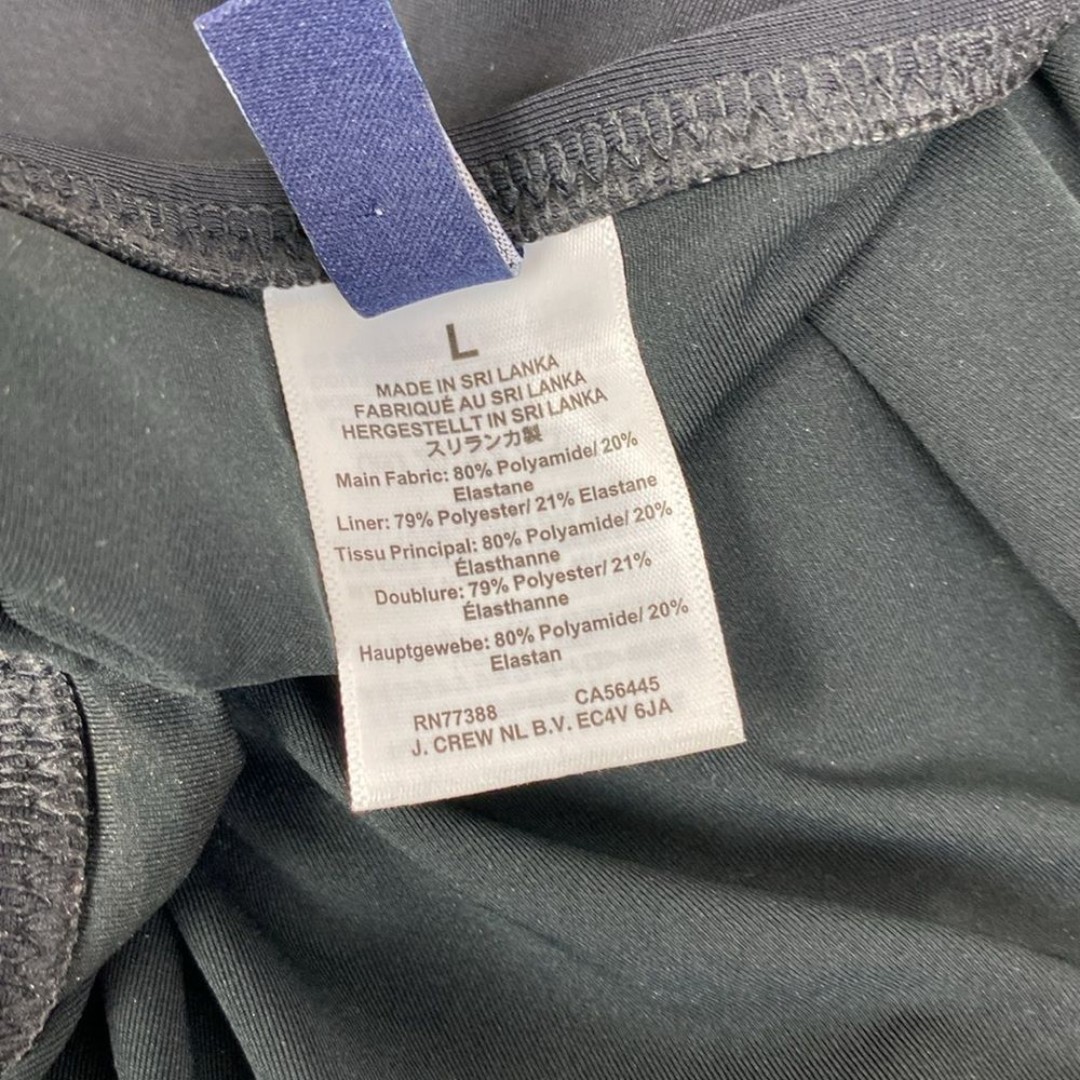 L
MADE IN SRI LANKA
FABRIQUÉ AU SRI LANKA
HERGESTELLT IN SRI LANKA
スリランカ製
Main Fabric: 80% Polyamide/ 20%
Elastane
Liner: 79% Polyester/ 21% Elastane
Tissu Principal: 80% Polyamide/ 20%
Élasthanne
Doublure: 79% Polyester/ 21%
Élasthanne
Hauptgewebe: 80% Polyamide/ 20%
Elastan
RN77388 CA56445
J. CREW NL B.V. EC4V 6JA